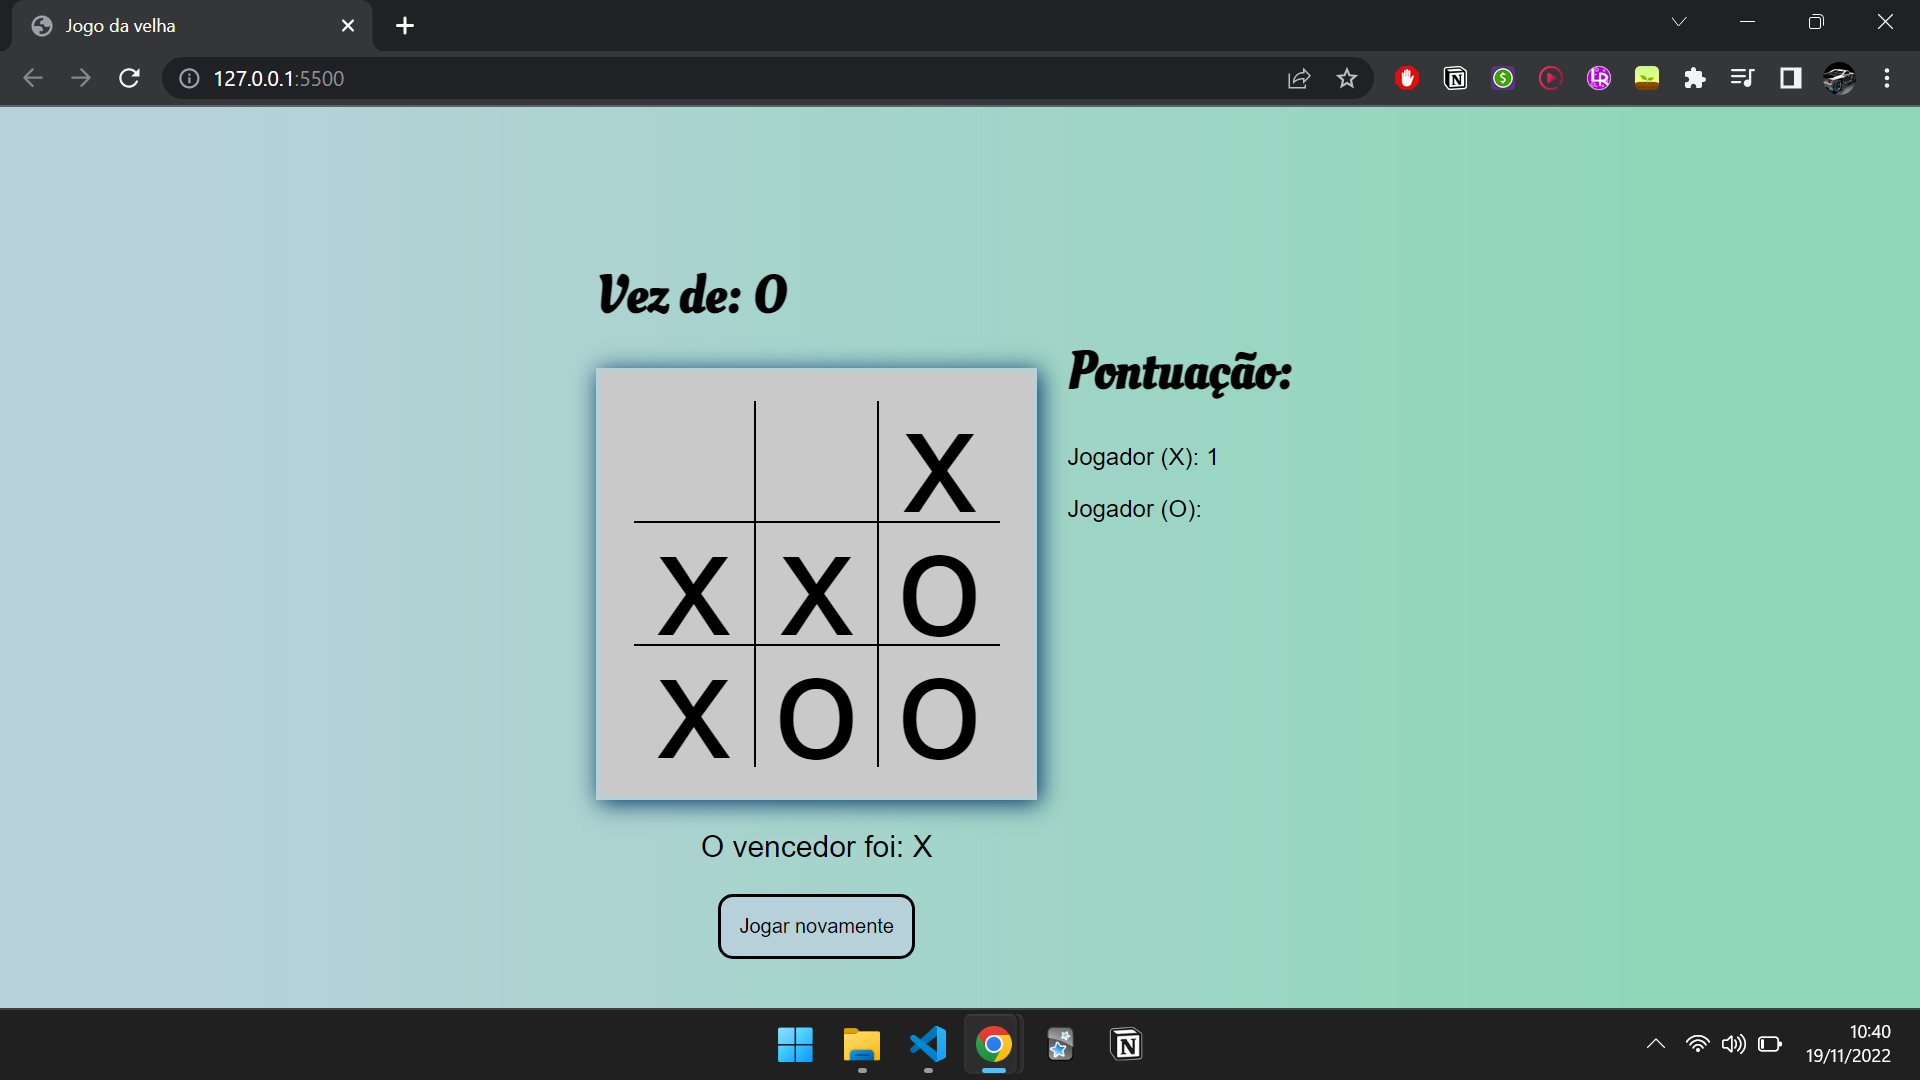 Jogo da velha
127.0.0.1:5500
Vez de: O
Pontuação:
Jogador (X): 1
Jogador (O):
X
X X O
X O O
O vencedor foi: X
Jogar novamente
10:40
19/11/2022